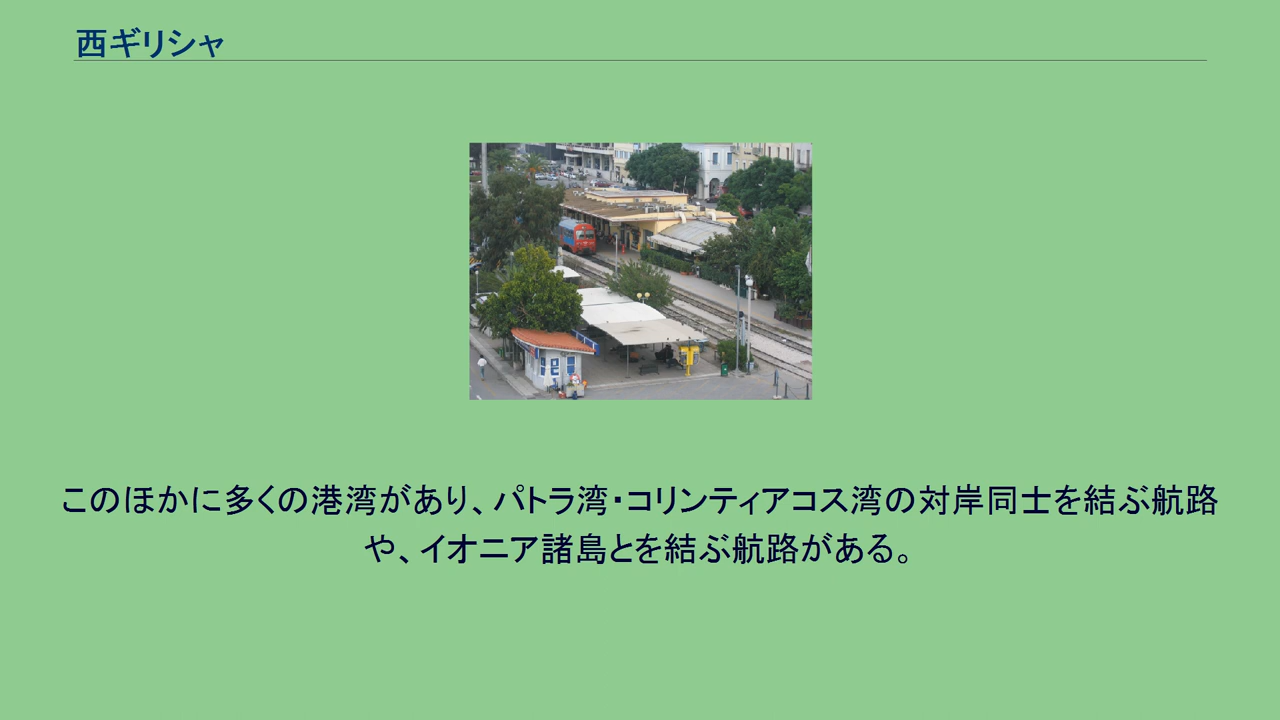 西ギリシャ
このほかに多くの港湾があり、パトラ湾・コリンティアコス湾の対岸同士を結ぶ航路
や、イオニア諸島とを結ぶ航路がある。